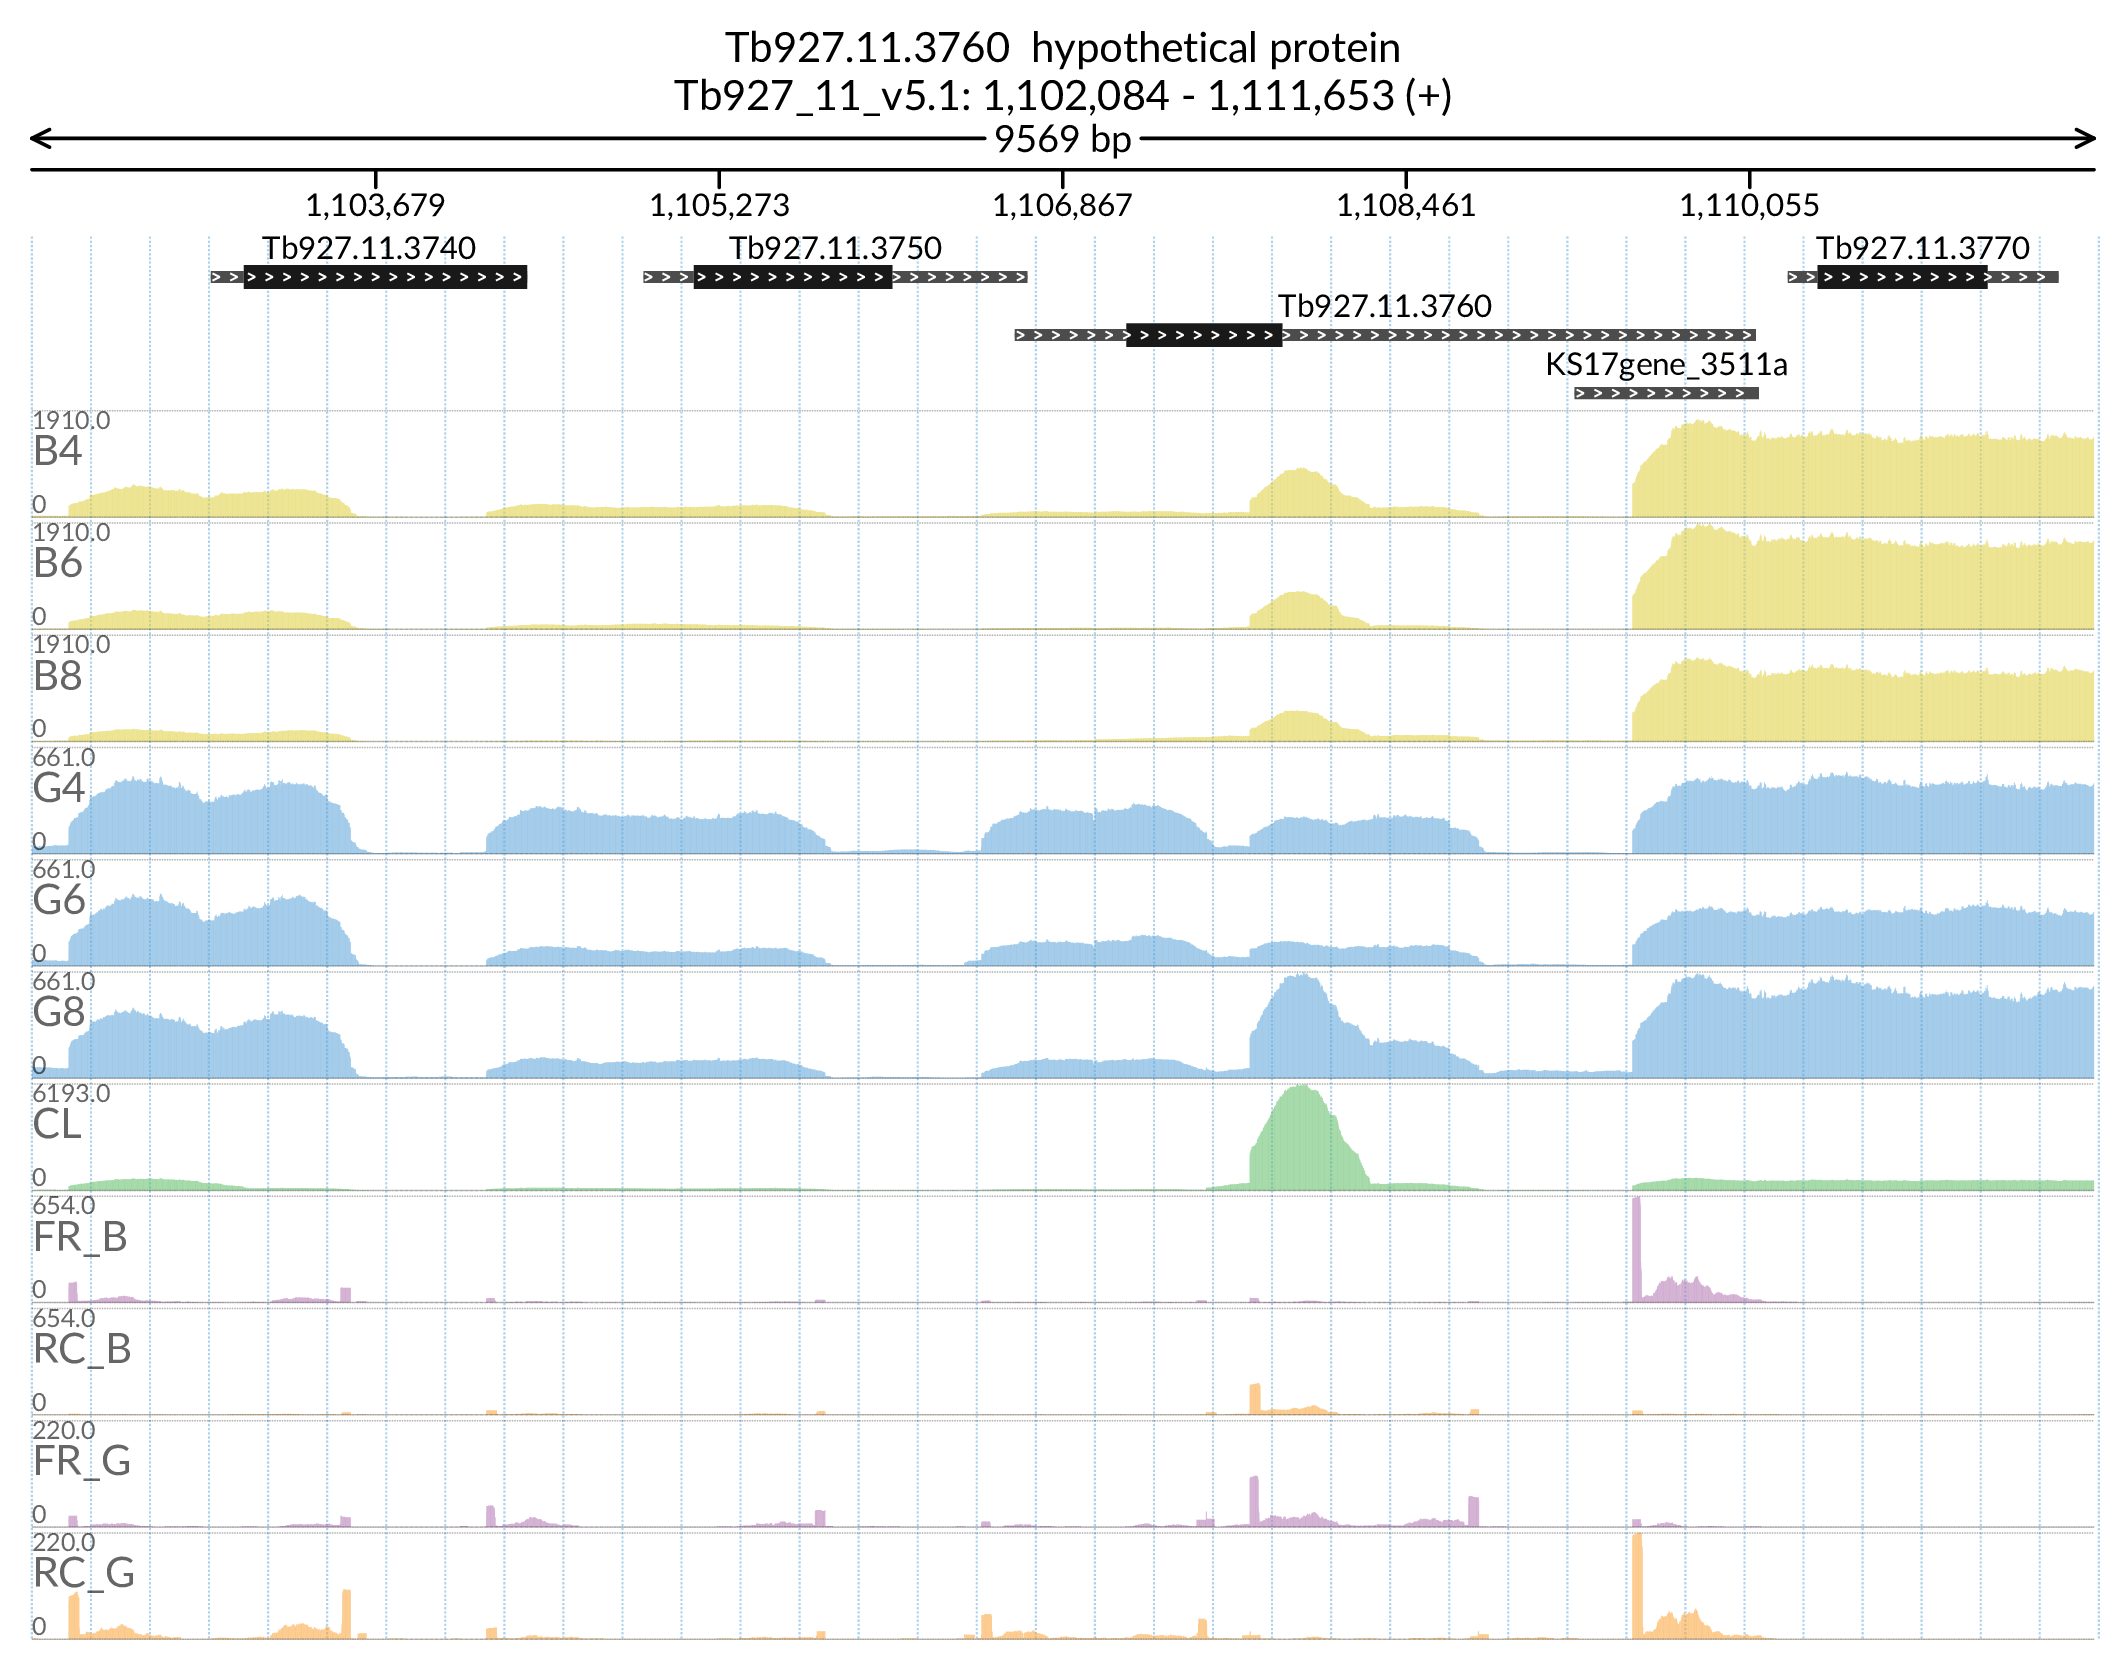 Tb927.11.3760 hypothetical protein
Tb927_11_v5.1: 1,102,084 - 1,111,653 (+)
9569 bp
1,103,679 1,105,273 1,106,867 1,108,461 1,110,055
Tb927.11.3740 Tb927.11.3750 Tb927.11.3770
Tb927.11.3760
KS17gene_3511a
1910.0
B4
0
1910.0
B6
0
1910.0
B8
0
661.0
G4
0
661.0
G6
0
661.0
G8
0
6193.0
CL
0
654.0
FR_B
0
654.0
RC_B
0
220.0
FR_G
0
220.0
RC_G
0